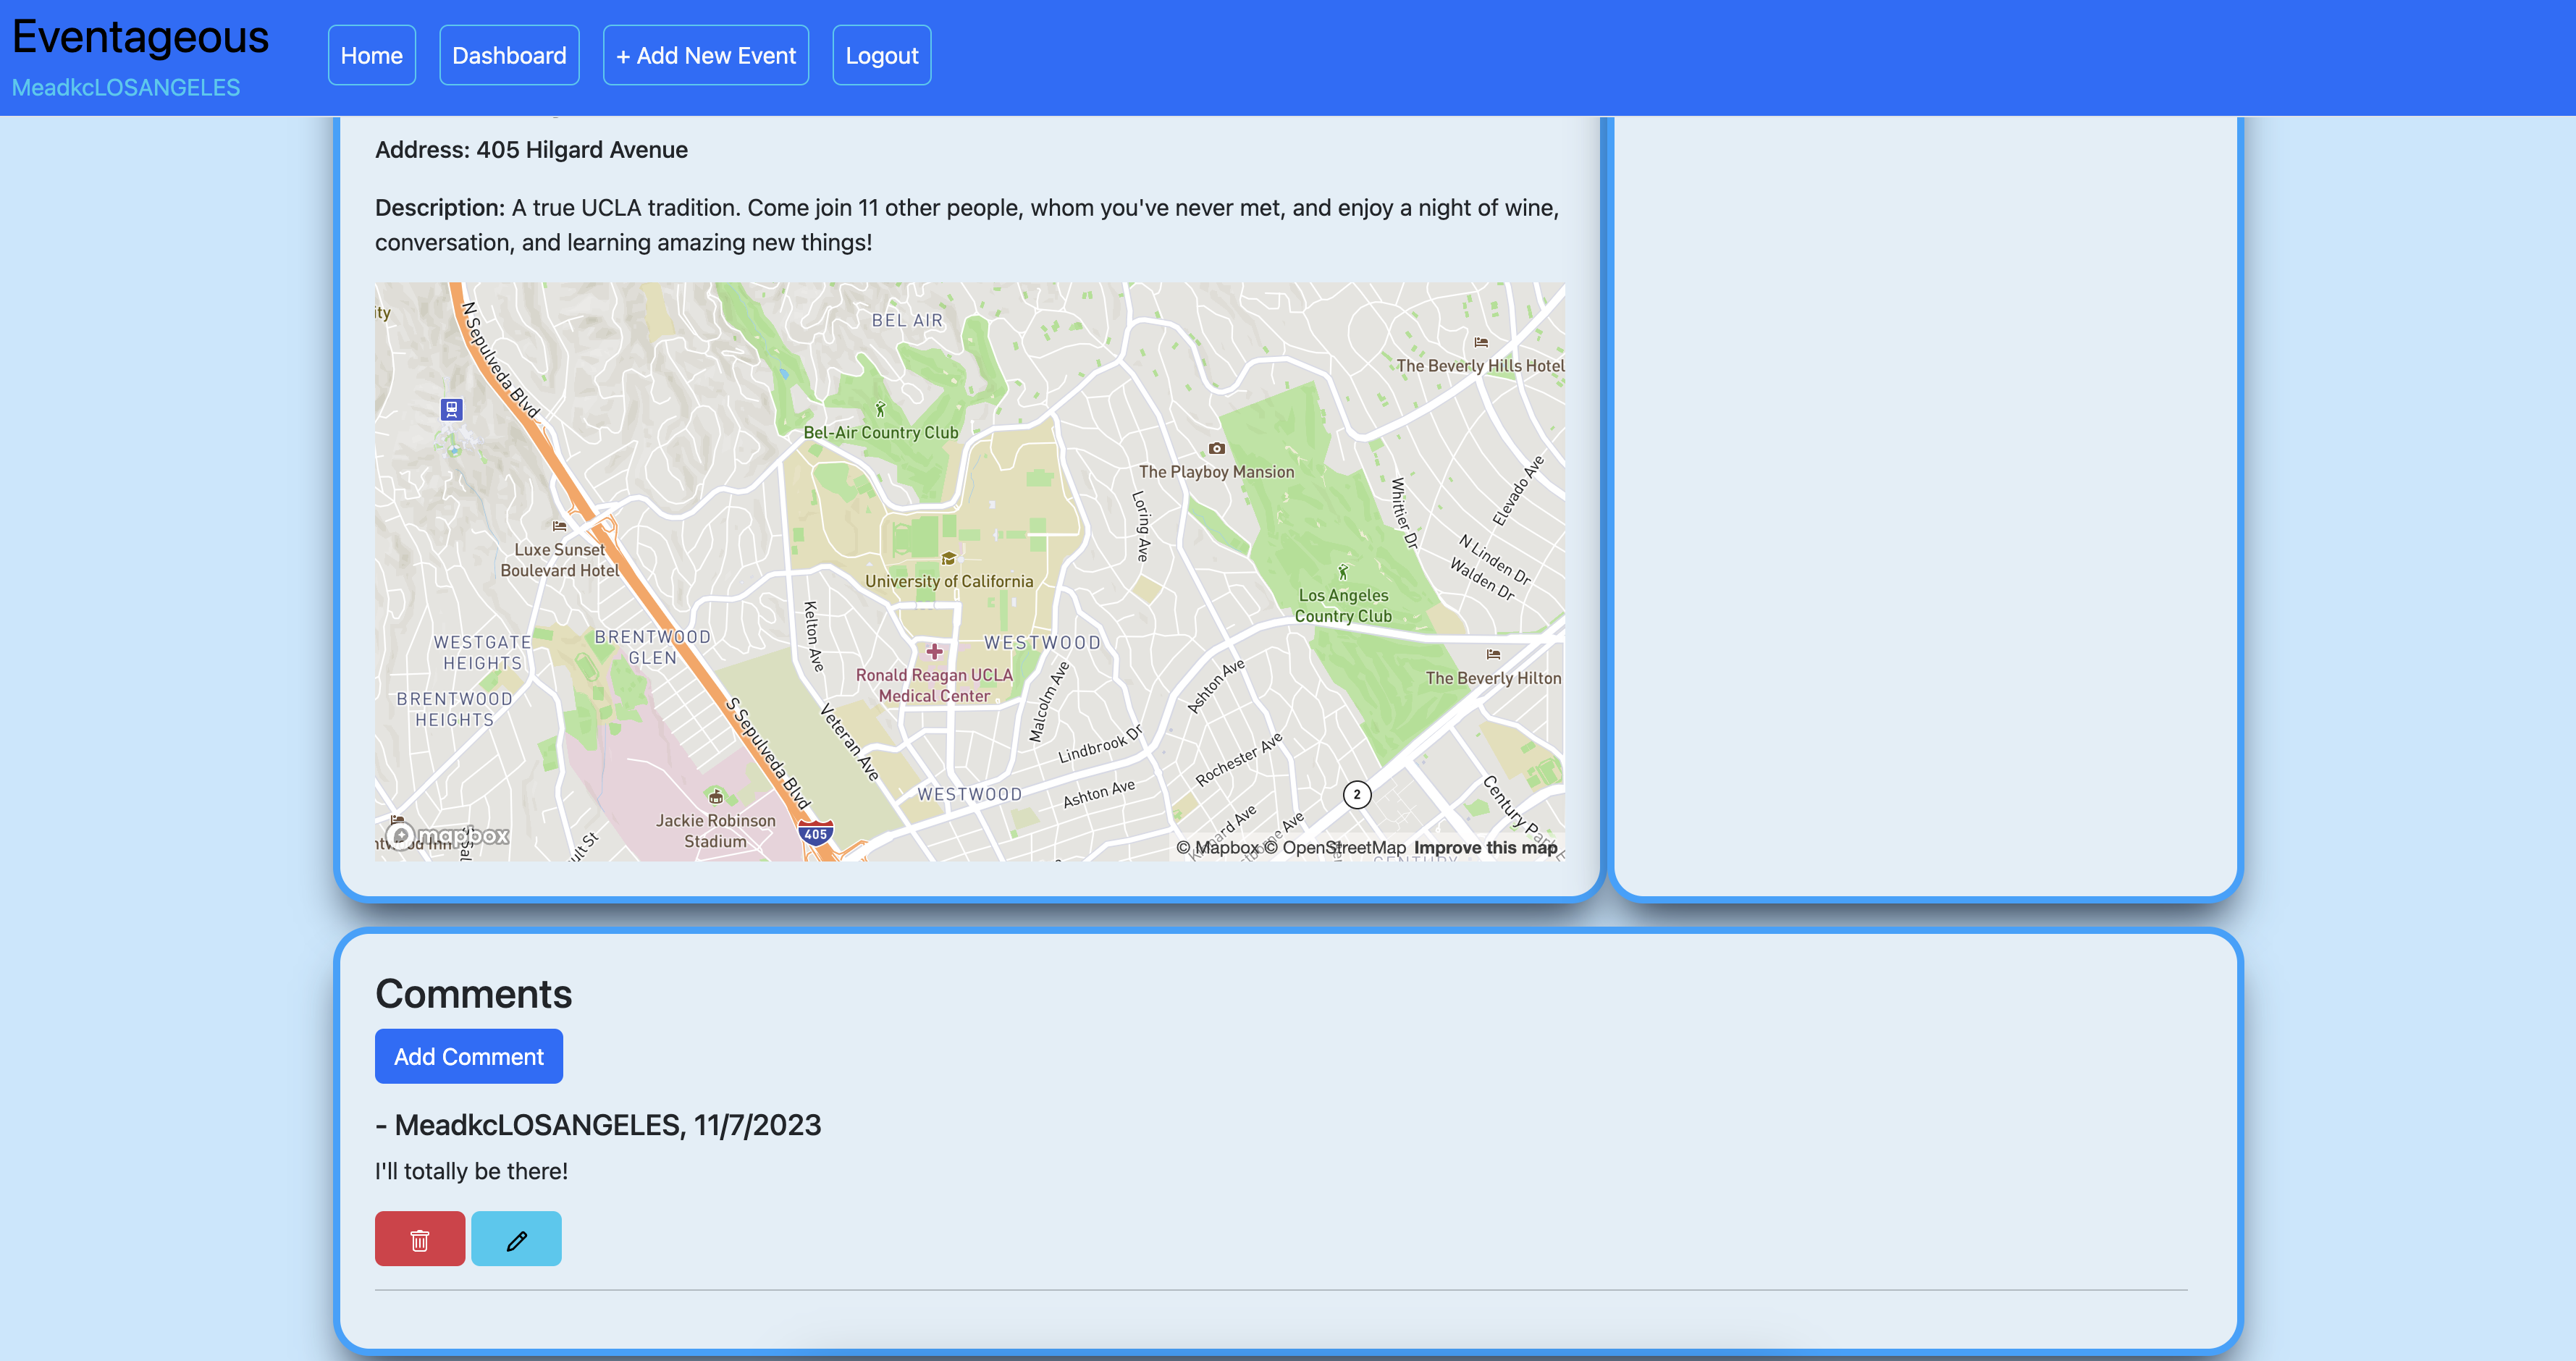 Eventageous
MeadkcLOSANGELES
Home
Dashboard
+ Add New Event
Logout
Address: 405 Hilgard Avenue
Description: A true UCLA tradition. Come join 11 other people, whom you've never met, and enjoy a night of wine,
conversation, and learning amazing new things!
ity
N Sepulveda Blvd
BEL AIR
The Beverly Hills Hotel
Bel-Air Country Club
The Playboy Mansion
Loring Ave
Whittier Dr
Elevado Ave
N Linden Dr
Walden Dr
Luxe Sunset
Boulevard Hotel
University of California
Los Angeles
Country Club
Kelton Ave
WESTGATE
HEIGHTS
BRENTWOOD
GLEN
WESTWOOD
Ronald Reagan UCLA
Medical Center
Malcolm Ave
Ashton Ave
The Beverly Hilton
BRENTWOOD
HEIGHTS
S Sepulveda Blvd
Veteran Ave
Lindbrook Dr
Rochester Ave
WESTWOOD
Ashton Ave
2
Century
Jackie Robinson
Stadium
405
mapbox
ult St
© Mapbox © OpenStreetMap Improve this map
Comments
Add Comment
- MeadkcLOSANGELES, 11/7/2023
I'll totally be there!